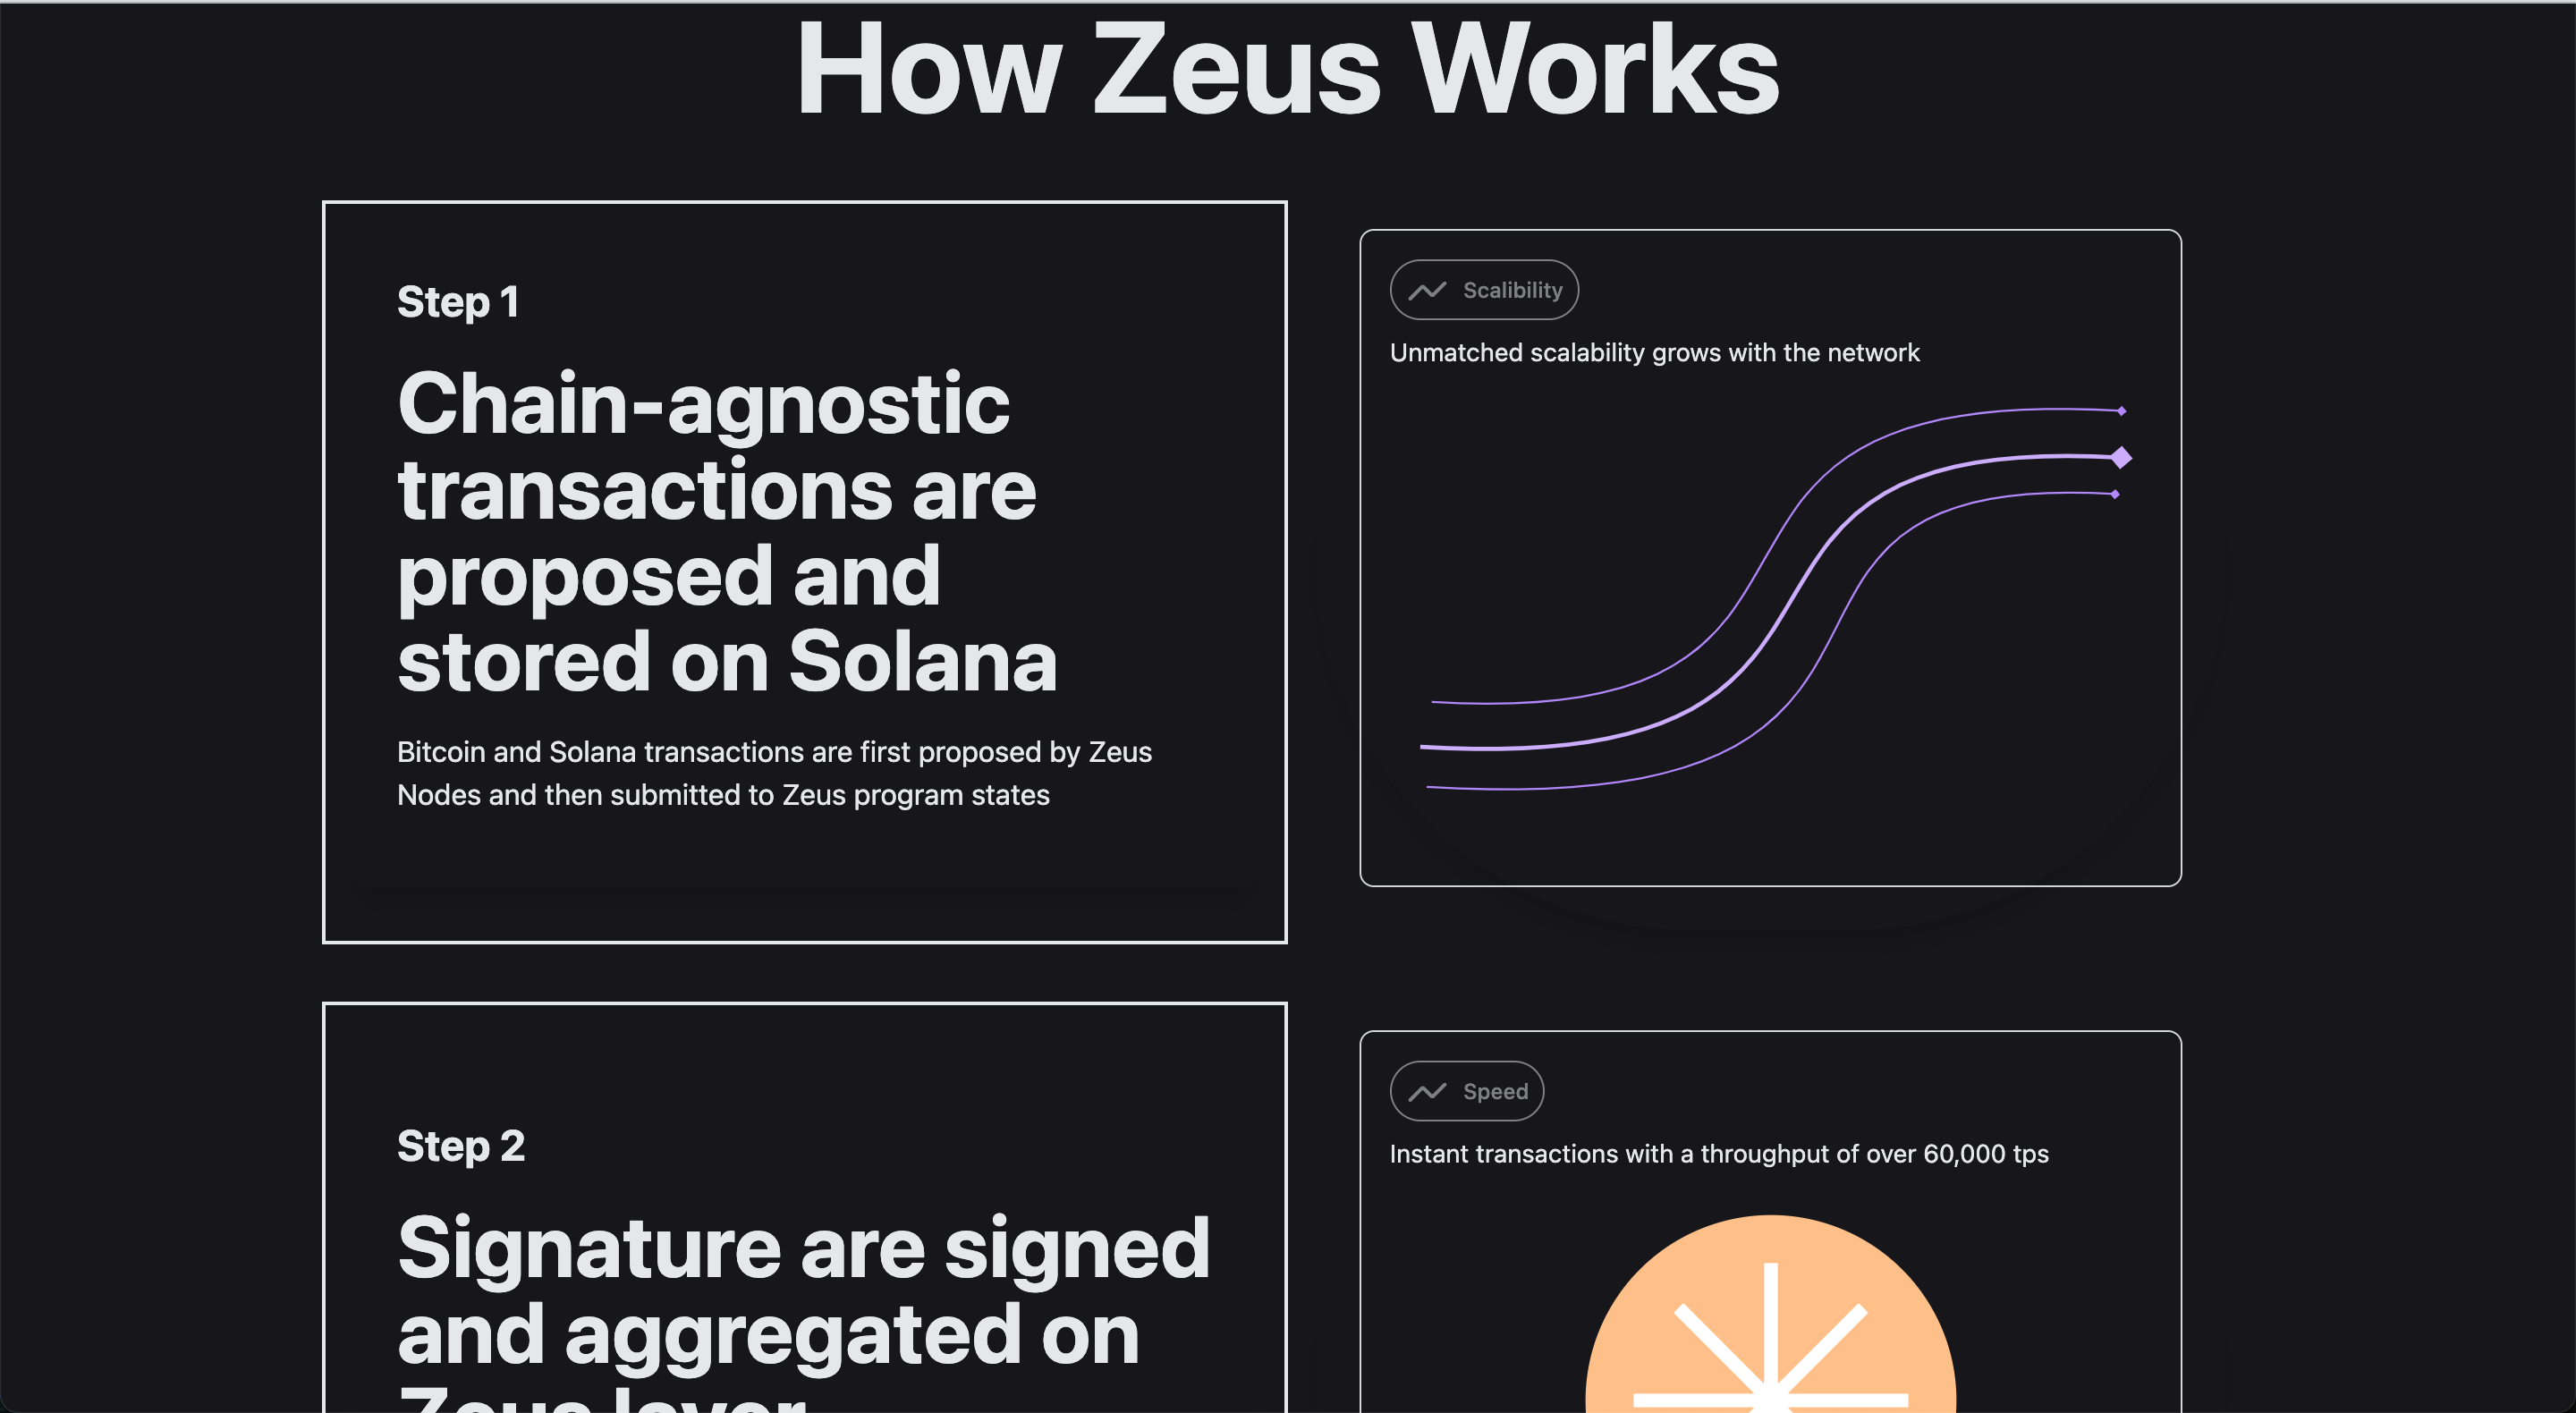 How Zeus Works
Step 1
Chain-agnostic
transactions are
proposed and
stored on Solana
Bitcoin and Solana transactions are first proposed by Zeus
Nodes and then submitted to Zeus program states
Scalibility
Unmatched scalability grows with the network
Step 2
Signature are signed
and aggregated on
Zeus layer
Speed
Instant transactions with a throughput of over 60,000 tps